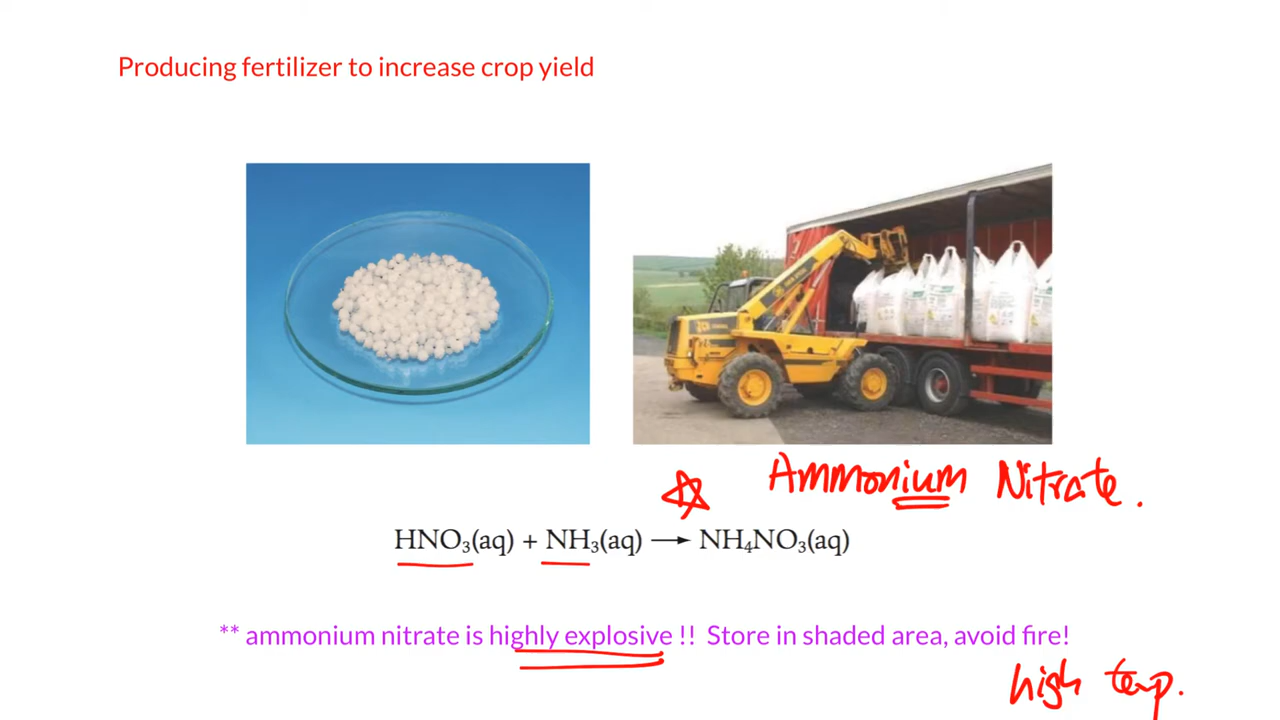 Producing fertilizer to increase crop yield
☆ Ammonium Nitrate.
HNO₃(aq) + NH₃(aq) ⟶ NH₄NO₃(aq)
** ammonium nitrate is highly explosive !! Store in shaded area, avoid fire!
high temp.